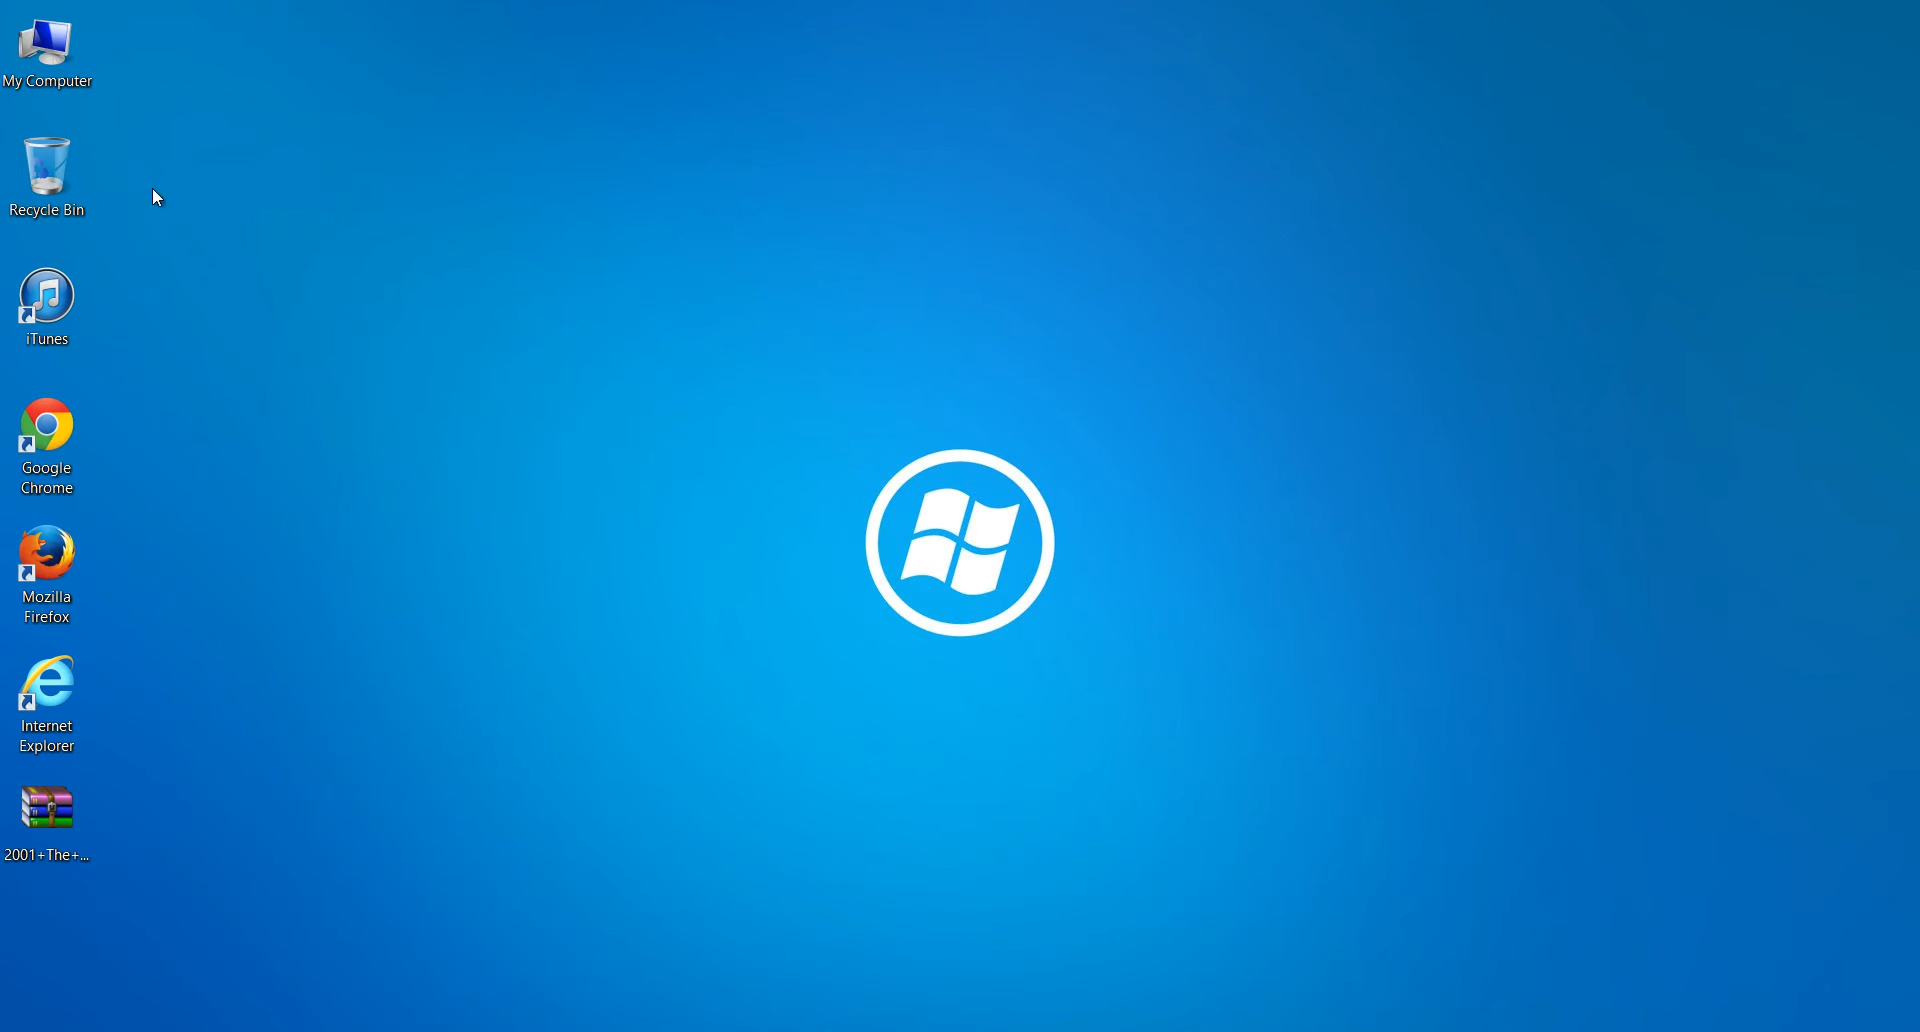 My Computer
Recycle Bin
iTunes
Google
Chrome
Mozilla
Firefox
Internet
Explorer
2001+The+...